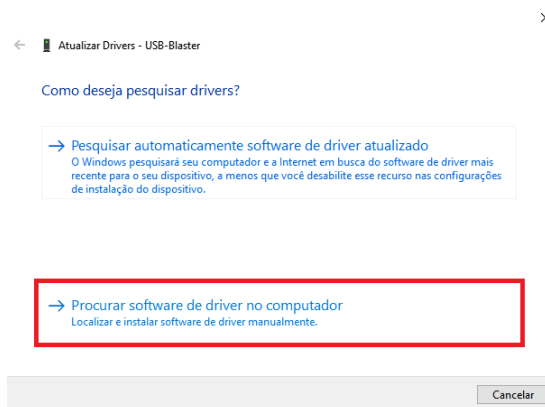 Atualizar Drivers - USB-Blaster
Como deseja pesquisar drivers?
Pesquisar automaticamente software de driver atualizado
O Windows pesquisará seu computador e a Internet em busca do software de driver mais
recente para o seu dispositivo, a menos que você desabilite esse recurso nas configurações
de instalação do dispositivo.
Procurar software de driver no computador
Localizar e instalar software de driver manualmente.
Cancelar